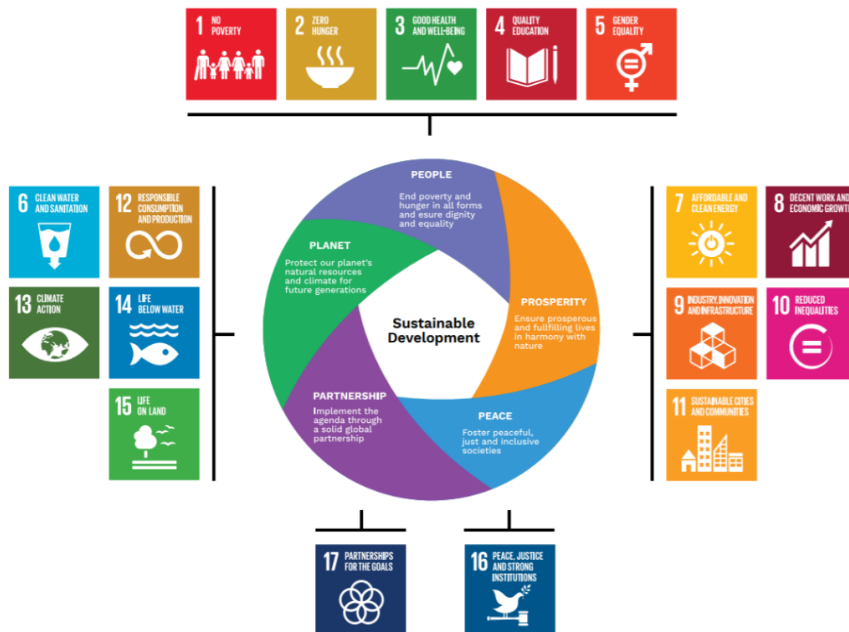 1 NO
POVERTY
2 ZERO
HUNGER
3 GOOD HEALTH
AND WELL-BEING
4 QUALITY
EDUCATION
5 GENDER
EQUALITY
6 CLEAN WATER
AND SANITATION
12 RESPONSIBLE
CONSUMPTION
AND PRODUCTION
13 CLIMATE
ACTION
14 LIFE
BELOW WATER
15 LIFE
ON LAND
PEOPLE
End poverty and
hunger in all forms
and esure dignity
and equality
PLANET
Protect our planet's
natural resources
and climate for
future generations
Sustainable
Development
PROSPERITY
Ensure prosperous
and fullfilling lives
in harmony with
nature
PARTNERSHIP
Implement the
agenda through
a solid global
partnership
PEACE
Foster peaceful,
just and inclusive
societies
7 AFFORDABLE AND
CLEAN ENERGY
8 DECENT WORK AND
ECONOMIC GROWTH
9 INDUSTRY, INNOVATION
AND INFRASTRUCTURE
10 REDUCED
INEQUALITIES
11 SUSTAINABLE CITIES
AND COMMUNITIES
17 PARTNERSHIPS
FOR THE GOALS
16 PEACE, JUSTICE
AND STRONG
INSTITUTIONS